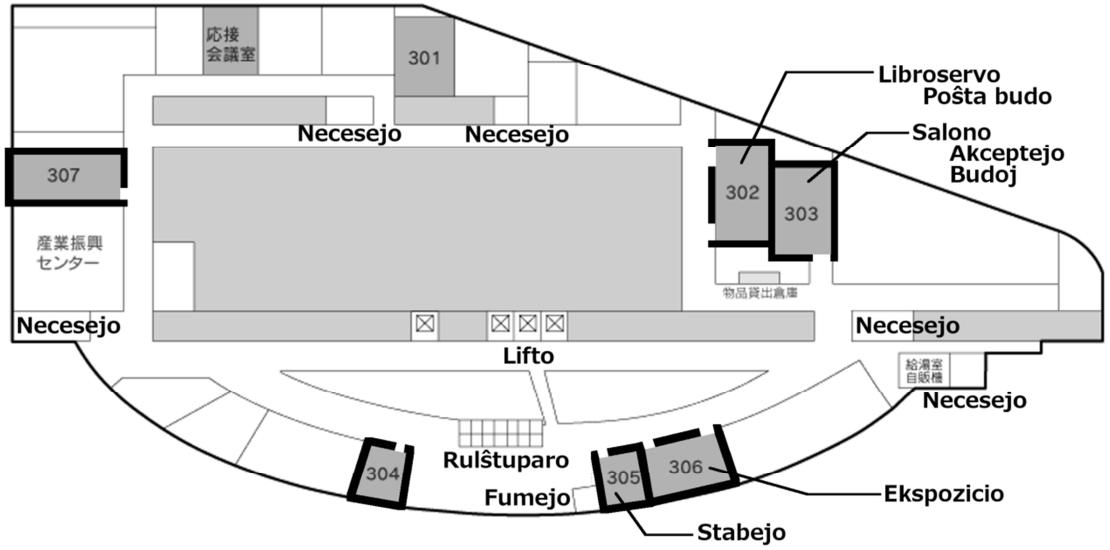 応接
会議室
301
Libroservo
Poŝta budo
Necesejo
Necesejo
Salono
Akceptejo
Budoj
307
302
303
産業振興
センター
物品貸出倉庫
Necesejo
Necesejo
Lifto
給湯室
自販機
Necesejo
Rulŝtuparo
304
305
306
Fumejo
Ekspozicio
Stabejo